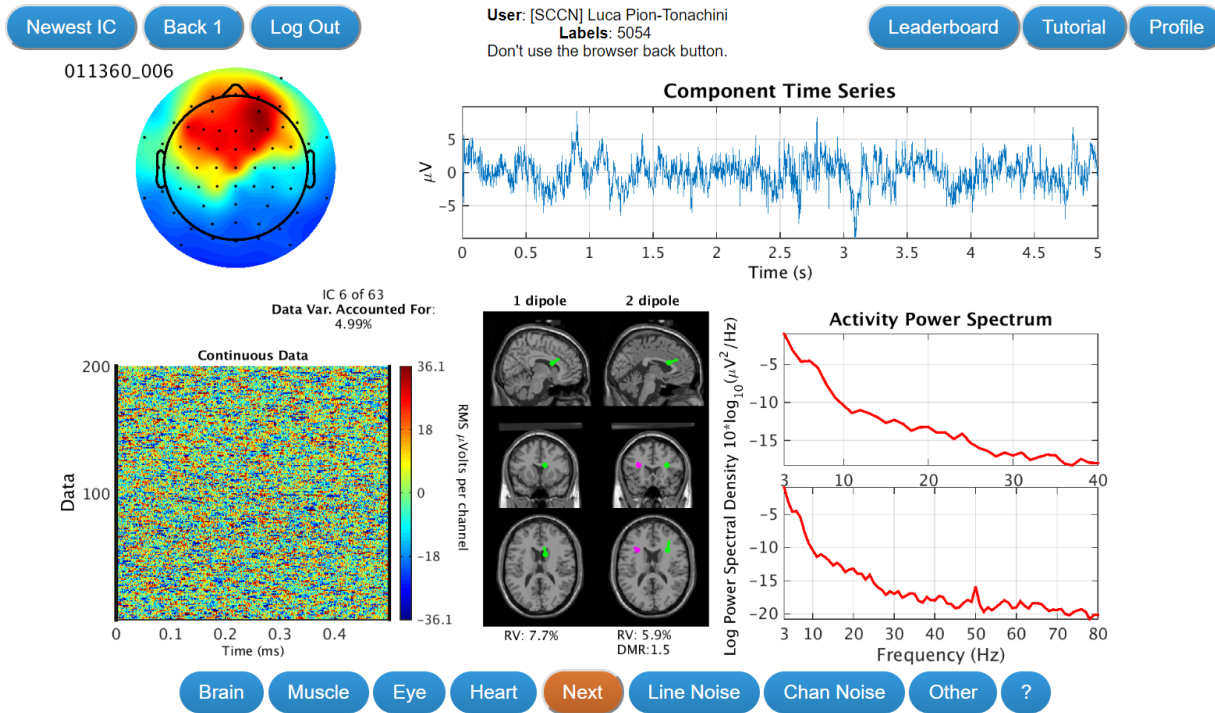 Newest IC
Back 1
Log Out
User: [SCCN] Luca Pion-Tonachini
Labels: 5054
Don't use the browser back button.
Leaderboard
Tutorial
Profile
011360_006
Component Time Series
μV
5
0
−5
0 0.5 1 1.5 2 2.5 3 3.5 4 4.5 5
Time (s)
IC 6 of 63
Data Var. Accounted For:
4.99%
Continuous Data
Data
200
100
0 0.1 0.2 0.3 0.4
Time (ms)
36.1
18
0
−18
−36.1
RMS μVolts per channel
1 dipole
2 dipole
RV: 7.7%
RV: 5.9%
DMR:1.5
Activity Power Spectrum
Log Power Spectral Density 10*log10(μV2/Hz)
−5
−10
−15
3 10 20 30 40
−5
−10
−15
−20
3 10 20 30 40 50 60 70 80
Frequency (Hz)
Brain
Muscle
Eye
Heart
Next
Line Noise
Chan Noise
Other
?